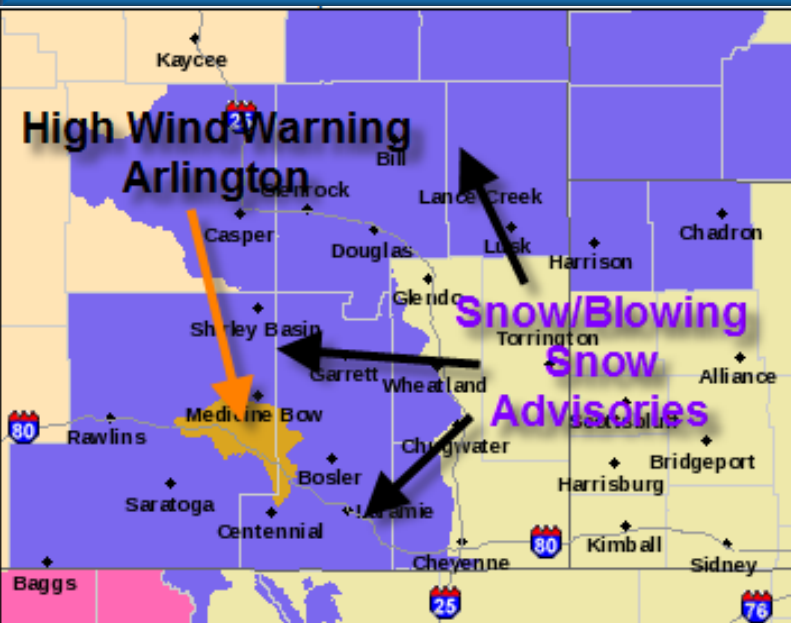 Kaycee
25
High Wind Warning
Arlington
Bill
Glenrock
Lance Creek
Casper
Douglas
Lusk
Harrison
Chadron
Glendo
Snow/Blowing
Snow
Advisories
Shirley Basin
Torrington
Garrett
Wheatland
Alliance
80
Rawlins
Medicine Bow
Scottsbluff
Chugwater
Bridgeport
Bosler
Harrisburg
Saratoga
Centennial
Laramie
Cheyenne
80
Kimball
Sidney
Baggs
25
76